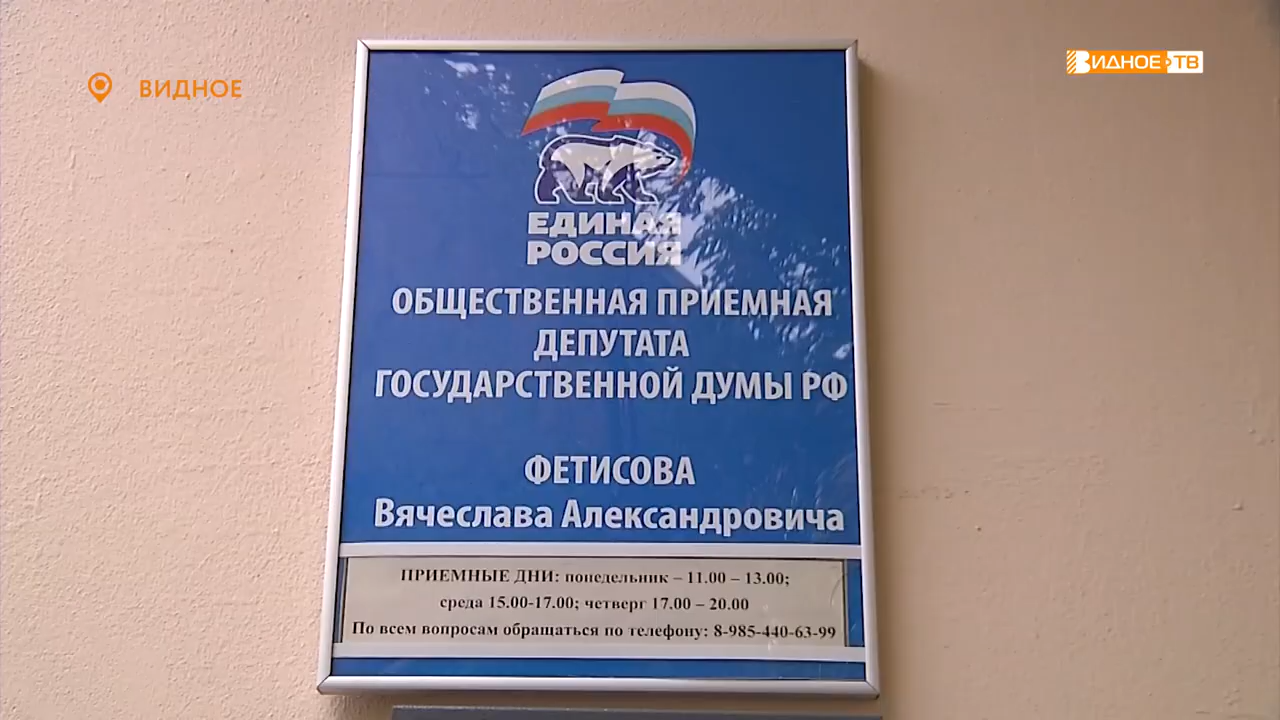 ВИДНОЕ
ВИДНОЕ ТВ
ЕДИНАЯ
РОССИЯ
ОБЩЕСТВЕННАЯ ПРИЕМНАЯ
ДЕПУТАТА
ГОСУДАРСТВЕННОЙ ДУМЫ РФ
ФЕТИСОВА
Вячеслава Александровича
ПРИЕМНЫЕ ДНИ: понедельник – 11.00 – 13.00;
среда 15.00-17.00; четверг 17.00 – 20.00
По всем вопросам обращаться по телефону: 8-985-440-63-99